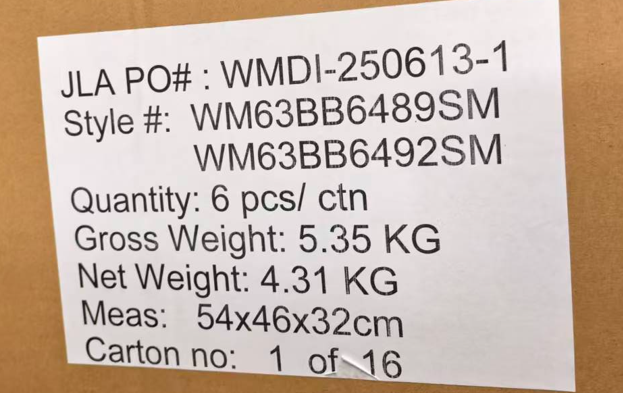 JLA PO# : WMDI-250613-1
Style #: WM63BB6489SM
WM63BB6492SM
Quantity: 6 pcs/ ctn
Gross Weight: 5.35 KG
Net Weight: 4.31 KG
Meas: 54x46x32cm
Carton no: 1 of 16